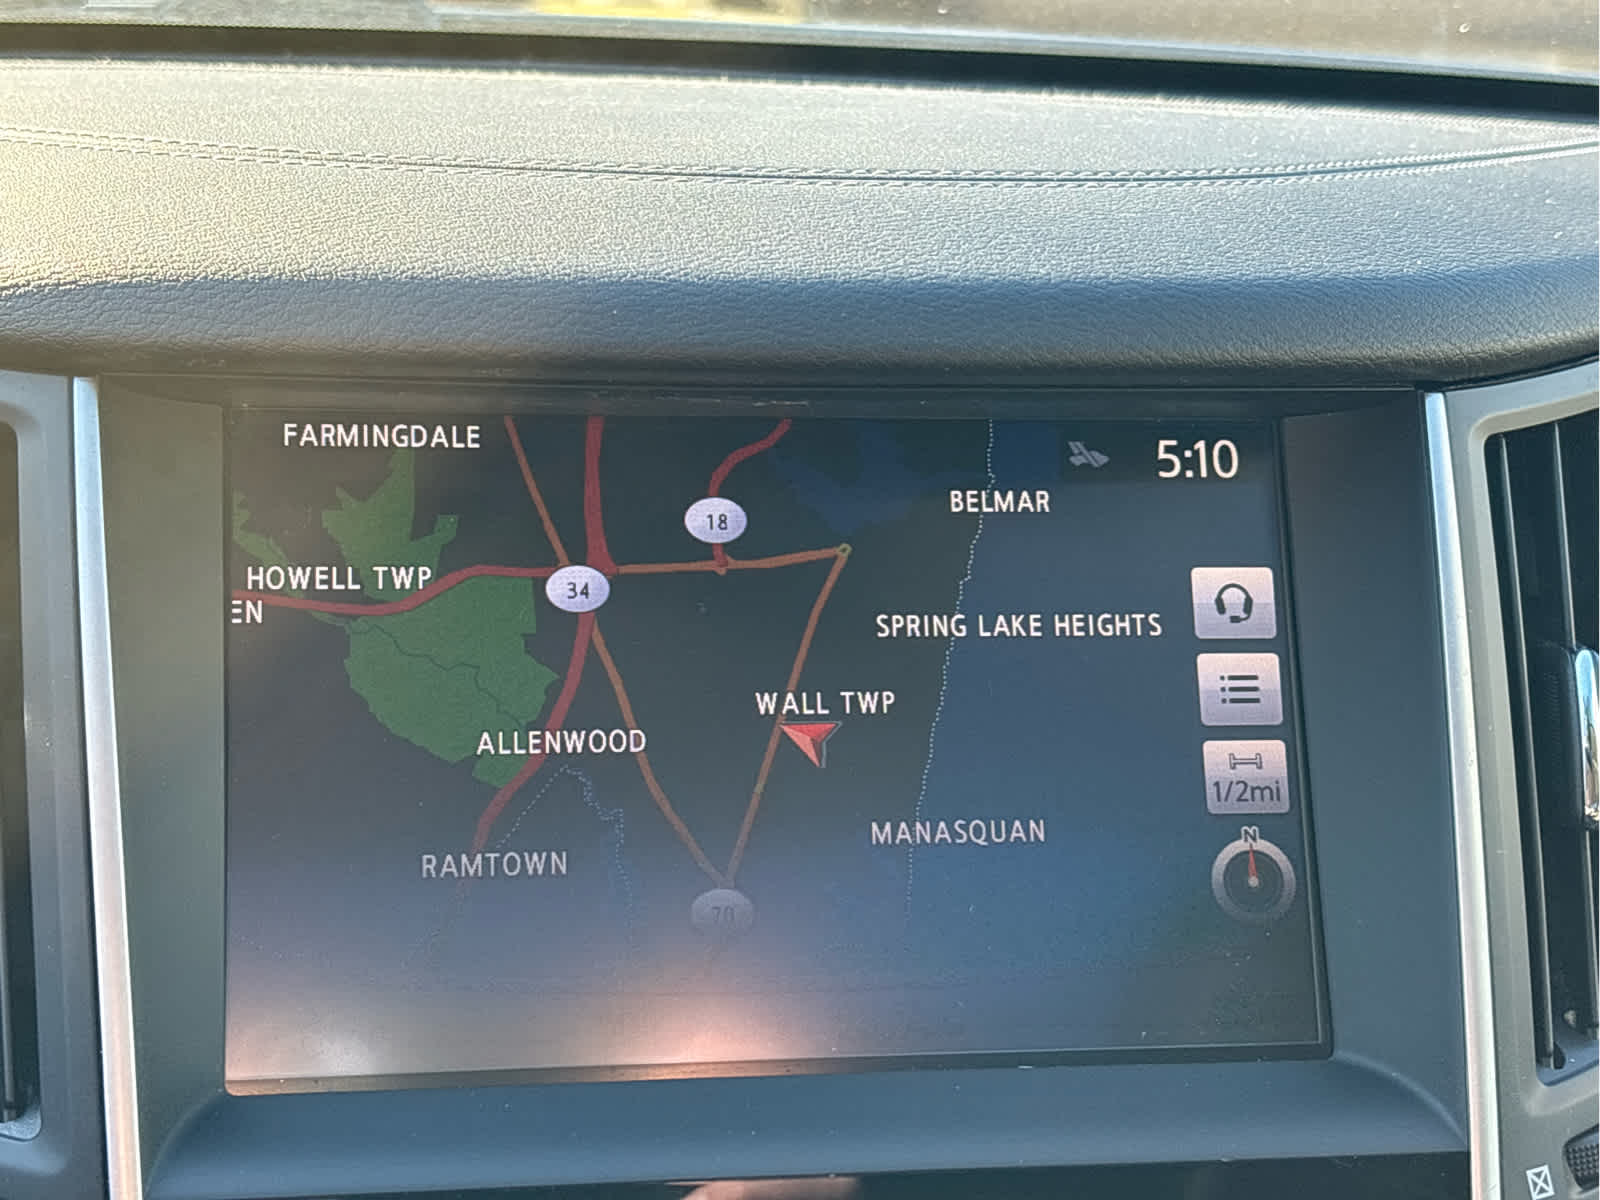 FARMINGDALE
5:10
BELMAR
18
HOWELL TWP
34
EN
SPRING LAKE HEIGHTS
WALL TWP
ALLENWOOD
1/2mi
MANASQUAN
N
RAMTOWN
70